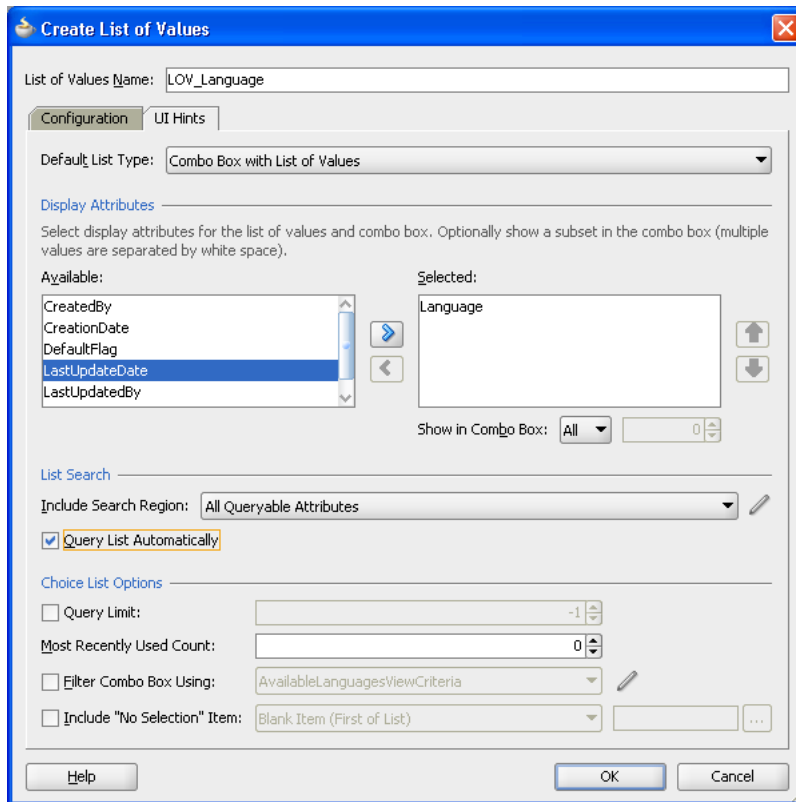 Create List of Values
List of Values Name: LOV_Language
Configuration UI Hints
Default List Type: Combo Box with List of Values
Display Attributes
Select display attributes for the list of values and combo box. Optionally show a subset in the combo box (multiple
values are separated by white space).
Available: Selected:
CreatedBy Language
CreationDate
DefaultFlag
LastUpdateDate
LastUpdatedBy
Show in Combo Box: All 0
List Search
Include Search Region: All Queryable Attributes
Query List Automatically
Choice List Options
Query Limit: -1
Most Recently Used Count: 0
Filter Combo Box Using: AvailableLanguagesViewCriteria
Include "No Selection" Item: Blank Item (First of List) ...
Help OK Cancel